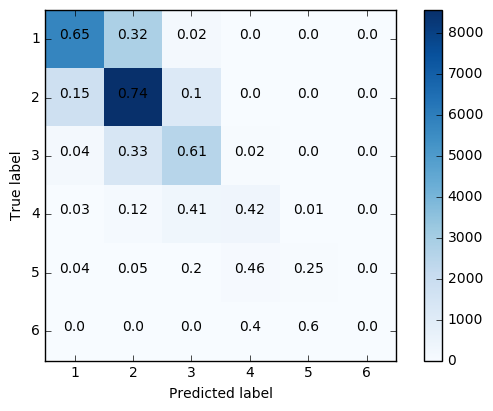 1 0.65 0.32 0.02 0.0 0.0 0.0
2 0.15 0.74 0.1 0.0 0.0 0.0
3 0.04 0.33 0.61 0.02 0.0 0.0
4 0.03 0.12 0.41 0.42 0.01 0.0
5 0.04 0.05 0.2 0.46 0.25 0.0
6 0.0 0.0 0.0 0.4 0.6 0.0
1 2 3 4 5 6
Predicted label
True label
8000
7000
6000
5000
4000
3000
2000
1000
0